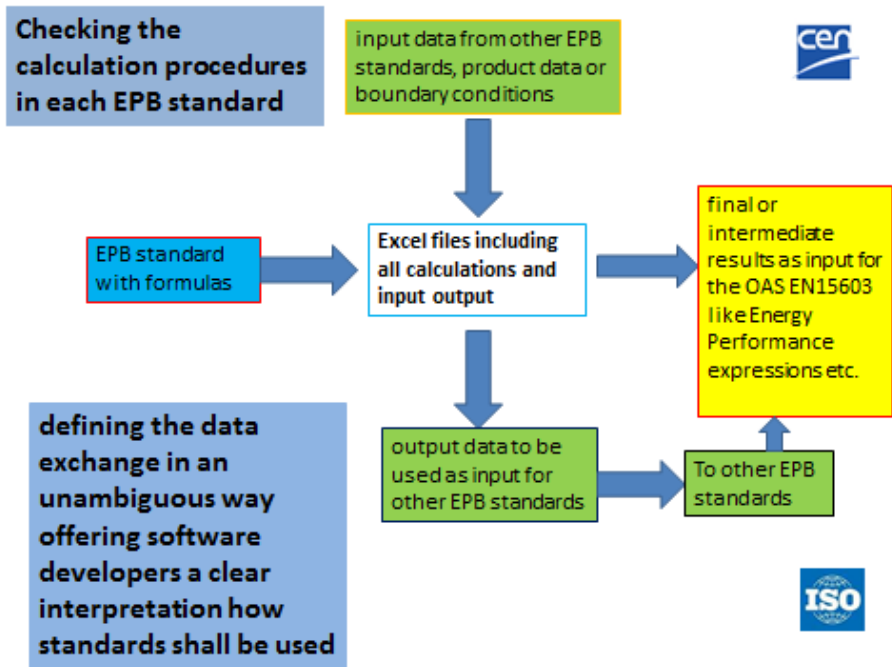 Checking the
calculation procedures
in each EPB standard
input data from other EPB
standards, product data or
boundary conditions
cen
EPB standard
with formulas
Excel files including
all calculations and
input output
final or
intermediate
results as input for
the OAS EN15603
like Energy
Performance
expressions etc.
defining the data
exchange in an
unambiguous way
offering software
developers a clear
interpretation how
standards shall be used
output data to be
used as input for
other EPB standards
To other EPB
standards
ISO